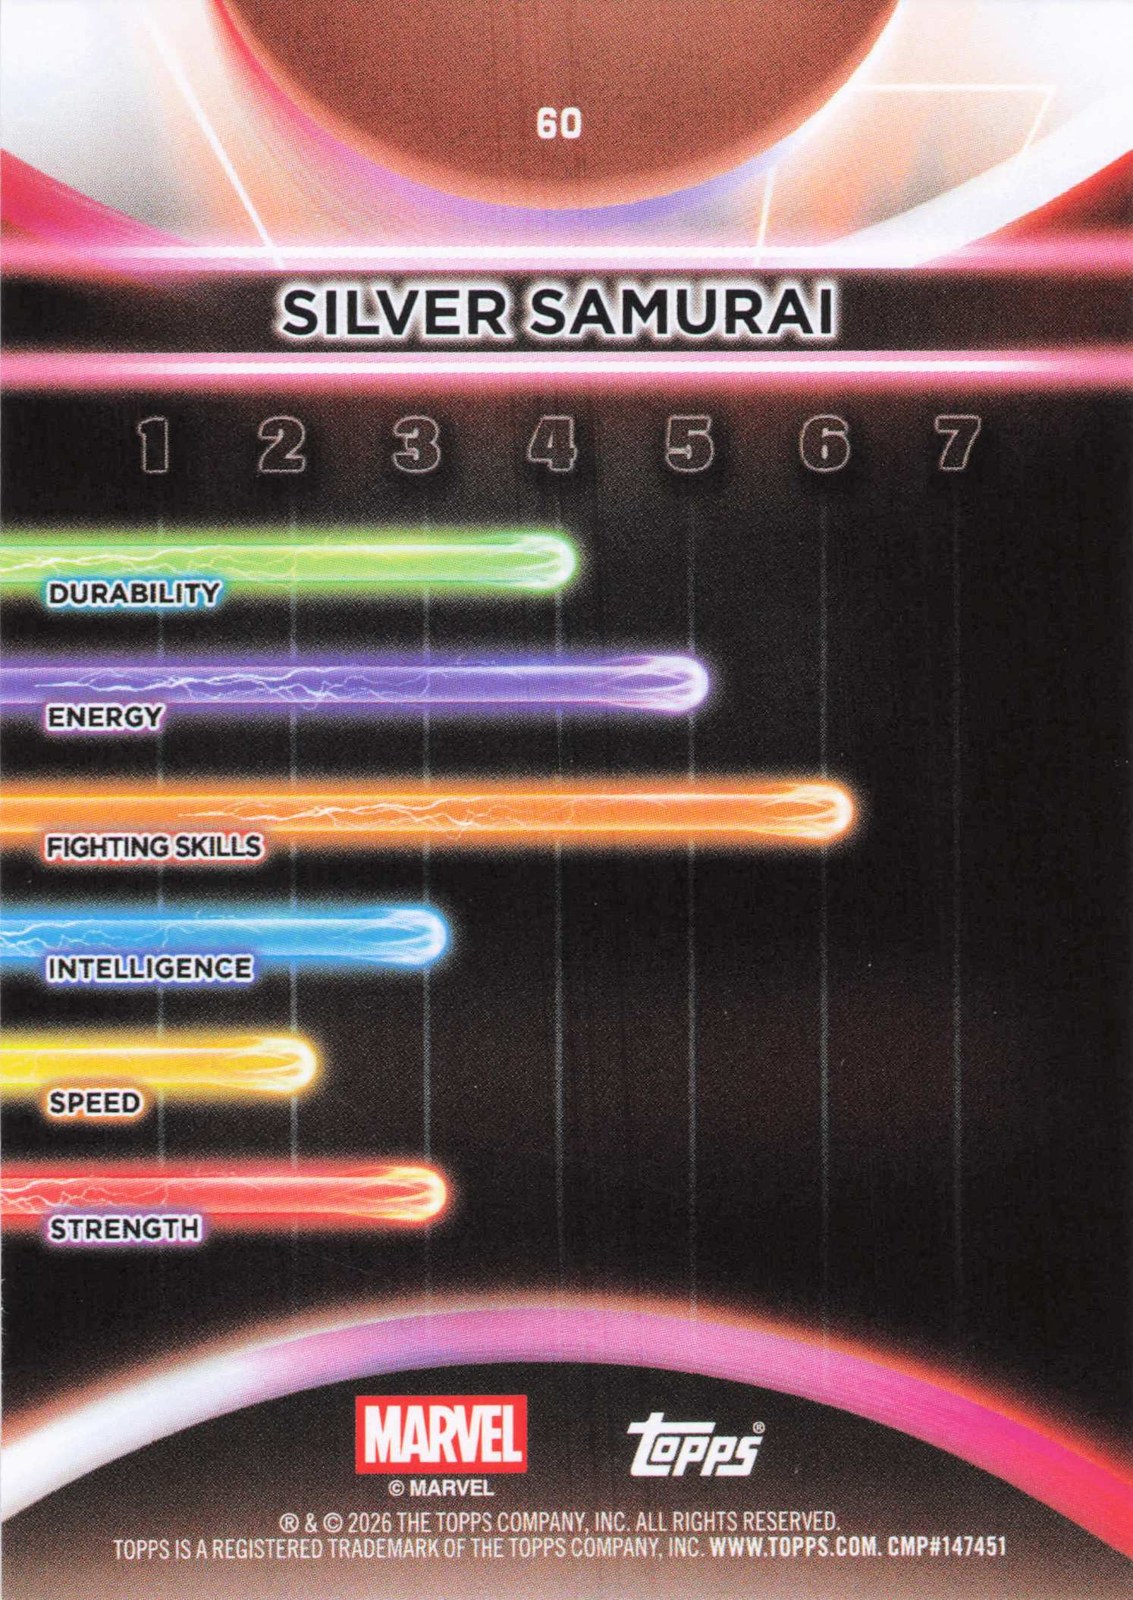 60
SILVER SAMURAI
1 2 3 4 5 6 7
DURABILITY
ENERGY
FIGHTING SKILLS
INTELLIGENCE
SPEED
STRENGTH
MARVEL
© MARVEL
Topps®
® & © 2026 THE TOPPS COMPANY, INC. ALL RIGHTS RESERVED.
TOPPS IS A REGISTERED TRADEMARK OF THE TOPPS COMPANY, INC. WWW.TOPPS.COM. CMP#147451